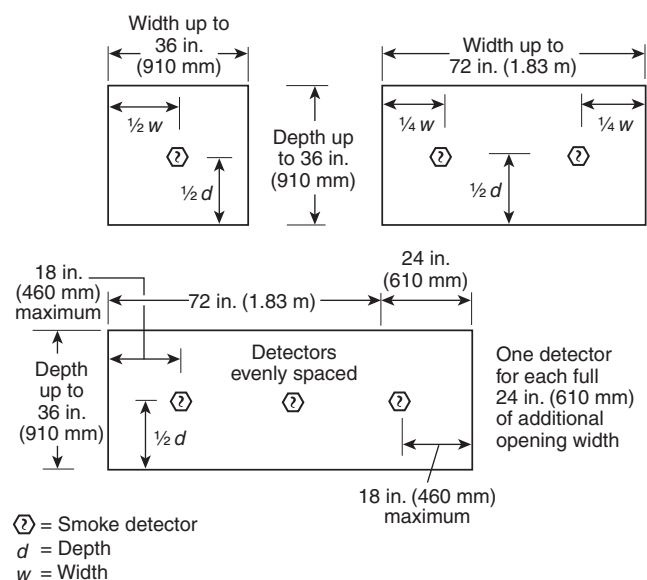 Width up to
36 in.
(910 mm)
Width up to
72 in. (1.83 m)
½ w
¼ w
¼ w
Depth up
to 36 in.
(910 mm)
½ d
½ d
18 in.
(460 mm)
maximum
72 in. (1.83 m)
24 in.
(610 mm)
Depth
up to
36 in.
(910 mm)
Detectors
evenly spaced
½ d
One detector
for each full
24 in. (610 mm)
of additional
opening width
18 in. (460 mm)
maximum
= Smoke detector
d = Depth
w = Width